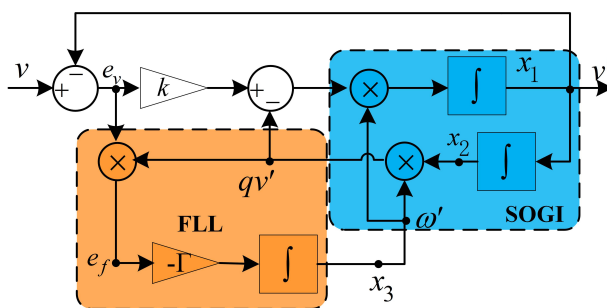 v
+
−
e_v
k
+
−
×
∫
x_1
v
×
qv'
×
x_2
∫
FLL
ω'
SOGI
e_f
-Γ
∫
x_3